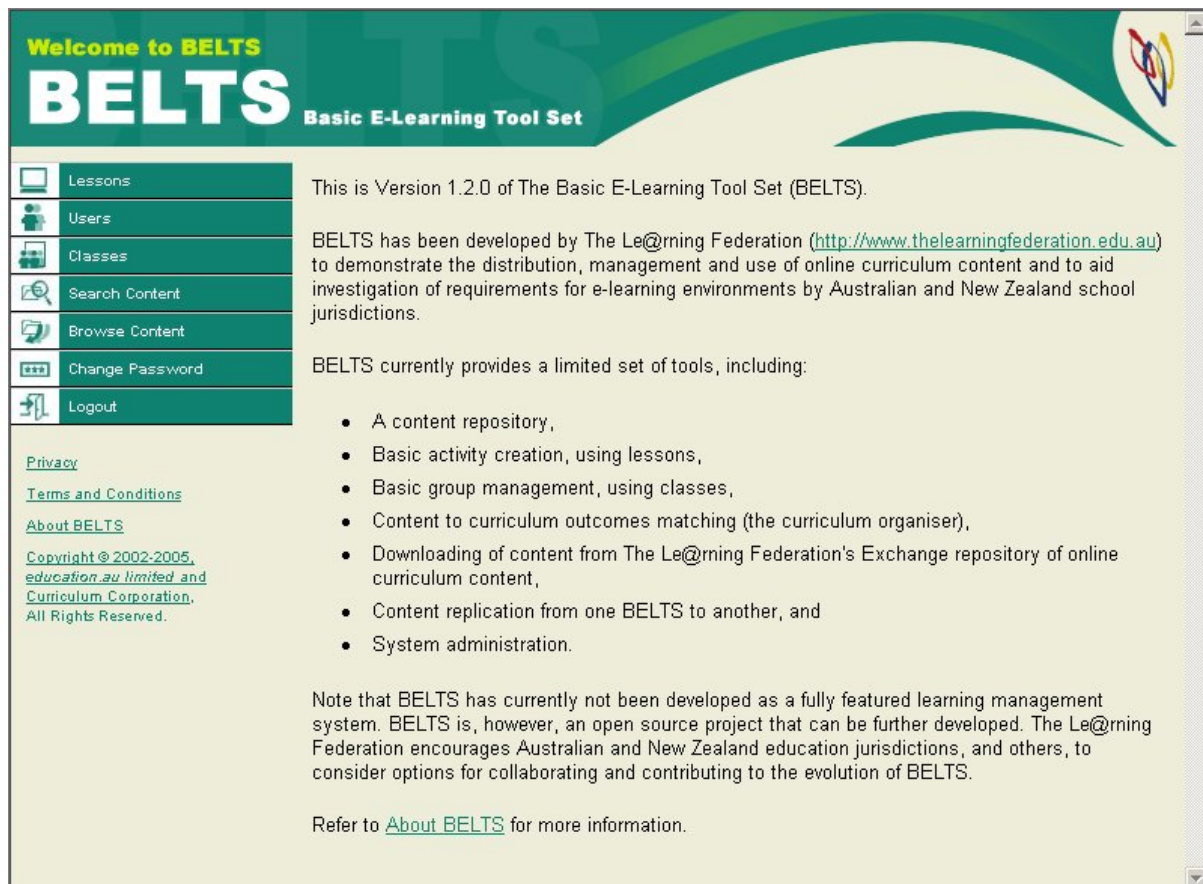 Welcome to BELTS
BELTS Basic E-Learning Tool Set
Lessons
Users
Classes
Search Content
Browse Content
Change Password
Logout
Privacy
Terms and Conditions
About BELTS
Copyright © 2002-2005,
education.au limited and
Curriculum Corporation,
All Rights Reserved.
This is Version 1.2.0 of The Basic E-Learning Tool Set (BELTS).
BELTS has been developed by The Le@rning Federation (http://www.thelearningfederation.edu.au)
to demonstrate the distribution, management and use of online curriculum content and to aid
investigation of requirements for e-learning environments by Australian and New Zealand school
jurisdictions.
BELTS currently provides a limited set of tools, including:
• A content repository,
• Basic activity creation, using lessons,
• Basic group management, using classes,
• Content to curriculum outcomes matching (the curriculum organiser),
• Downloading of content from The Le@rning Federation's Exchange repository of online
curriculum content,
• Content replication from one BELTS to another, and
• System administration.
Note that BELTS has currently not been developed as a fully featured learning management
system. BELTS is, however, an open source project that can be further developed. The Le@rning
Federation encourages Australian and New Zealand education jurisdictions, and others, to
consider options for collaborating and contributing to the evolution of BELTS.
Refer to About BELTS for more information.